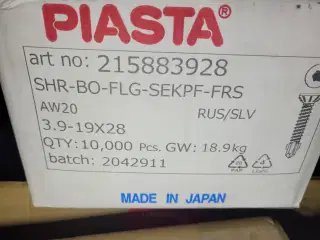 PIASTA®
art no: 215883928
SHR-BO-FLG-SEKPF-FRS
AW20 RUS/SLV
3.9-19X28
QTY: 10,000 Pcs. GW: 18.9kg
batch: 2042911
MADE IN JAPAN